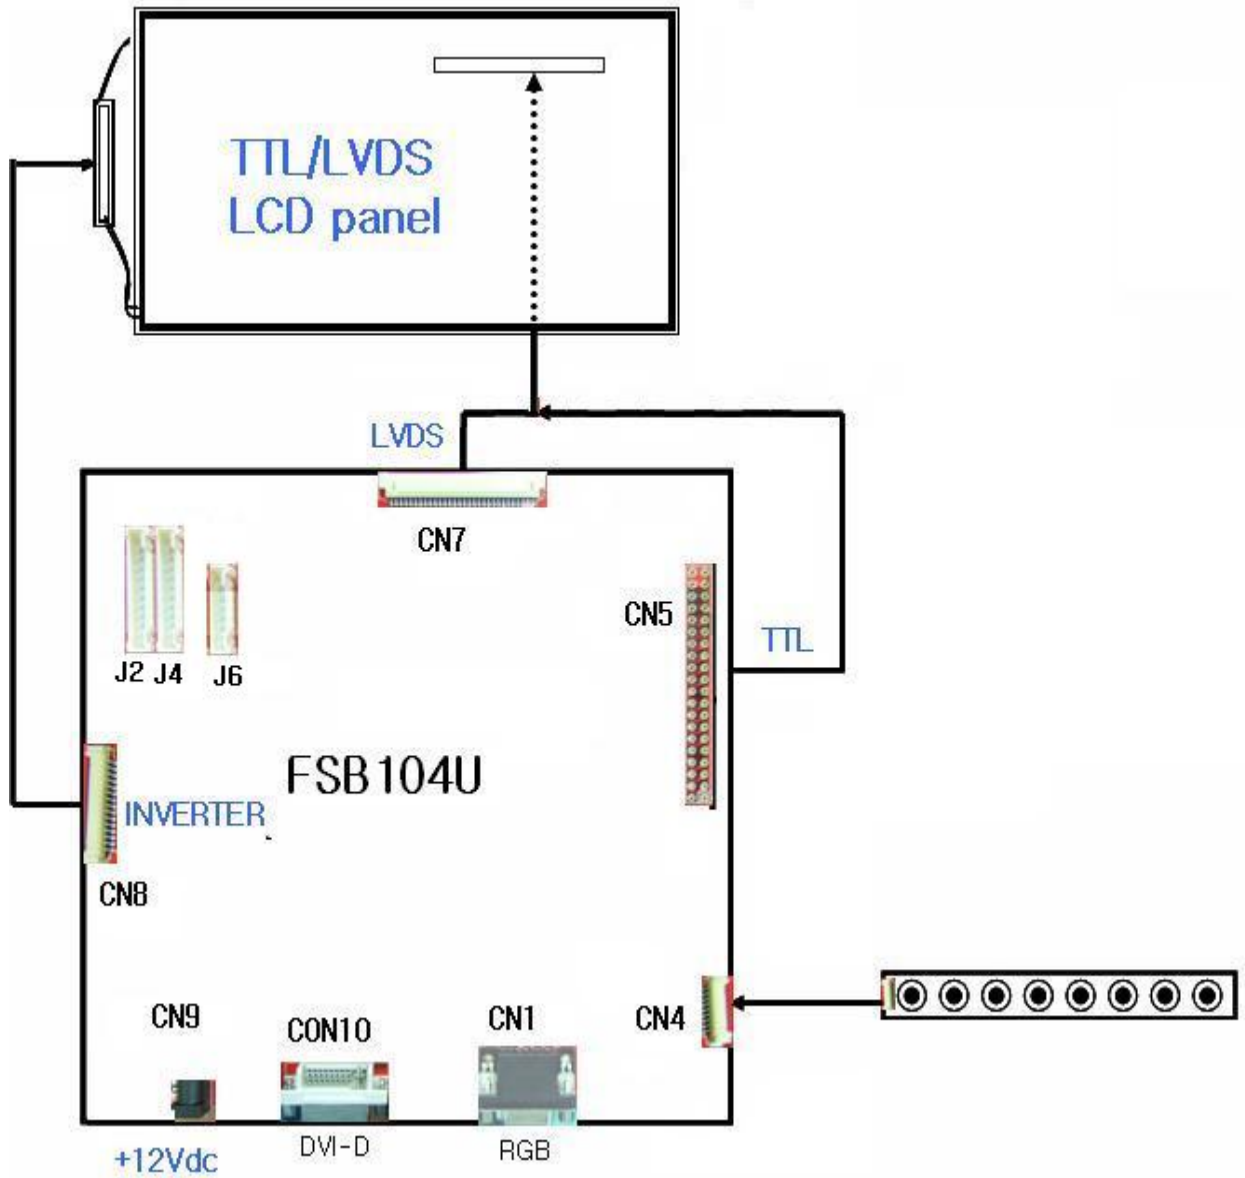 TTL/LVDS
LCD panel
LVDS
CN7
CN5
TTL
J2 J4 J6
FSB104U
INVERTER
CN8
CN9
CON10
CN1
CN4
DVI-D
RGB
+12Vdc